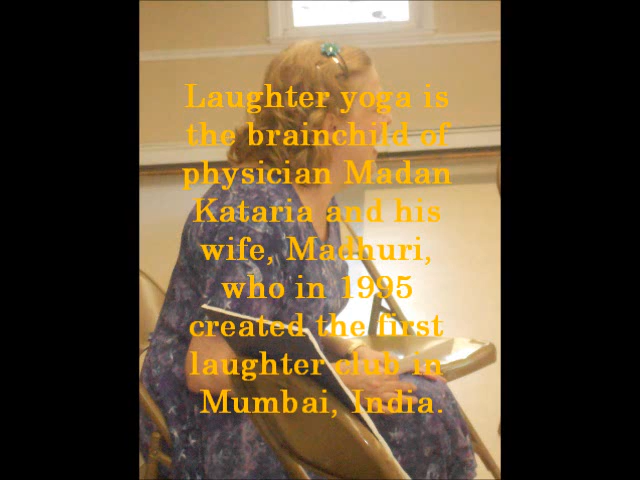 Laughter yoga is
the brainchild of
physician Madan
Kataria and his
wife, Madhuri,
who in 1995
created the first
laughter club in
Mumbai, India.